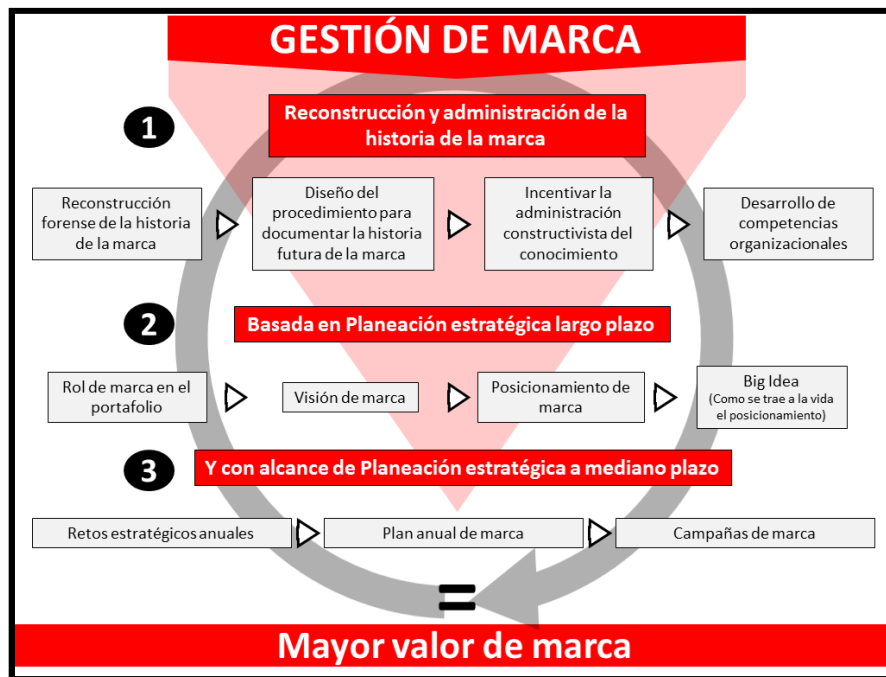 GESTIÓN DE MARCA
1
Reconstrucción y administración de la
historia de la marca
Reconstrucción
forense de la historia
de la marca
Diseño del
procedimiento para
documentar la historia
futura de la marca
Incentivar la
administración
constructivista del
conocimiento
Desarrollo de
competencias
organizacionales
2
Basada en Planeación estratégica largo plazo
Rol de marca en el
portafolio
Visión de marca
Posicionamiento de
marca
Big Idea
(Como se trae a la vida
el posicionamiento)
3
Y con alcance de Planeación estratégica a mediano plazo
Retos estratégicos anuales
Plan anual de marca
Campañas de marca
=
Mayor valor de marca